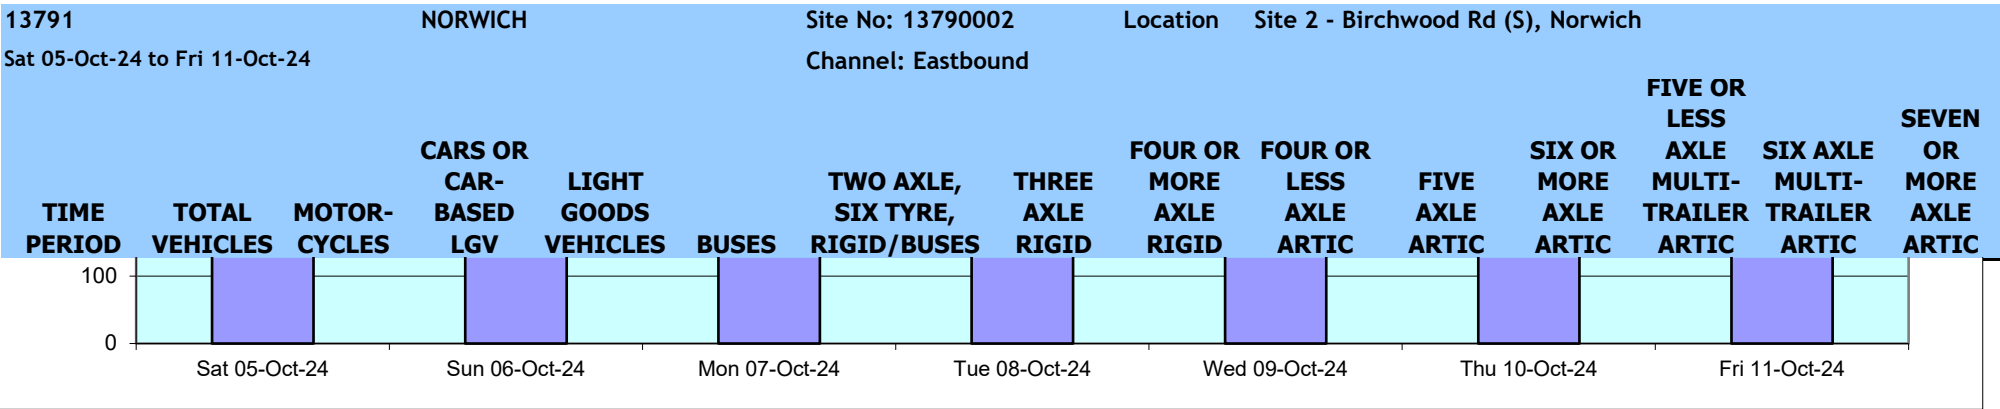 13791 NORWICH Site No: 13790002 Location Site 2 - Birchwood Rd (S), Norwich
Sat 05-Oct-24 to Fri 11-Oct-24 Channel: Eastbound
FIVE OR
LESS SEVEN
CARS OR FOUR OR FOUR OR SIX OR AXLE SIX AXLE OR
CAR- LIGHT TWO AXLE, THREE MORE LESS FIVE MORE MULTI- MULTI- MORE
TIME TOTAL MOTOR- BASED GOODS SIX TYRE, AXLE AXLE AXLE AXLE AXLE TRAILER TRAILER AXLE
PERIOD VEHICLES CYCLES LGV VEHICLES BUSES RIGID/BUSES RIGID RIGID ARTIC ARTIC ARTIC ARTIC ARTIC ARTIC
100
0
Sat 05-Oct-24 Sun 06-Oct-24 Mon 07-Oct-24 Tue 08-Oct-24 Wed 09-Oct-24 Thu 10-Oct-24 Fri 11-Oct-24